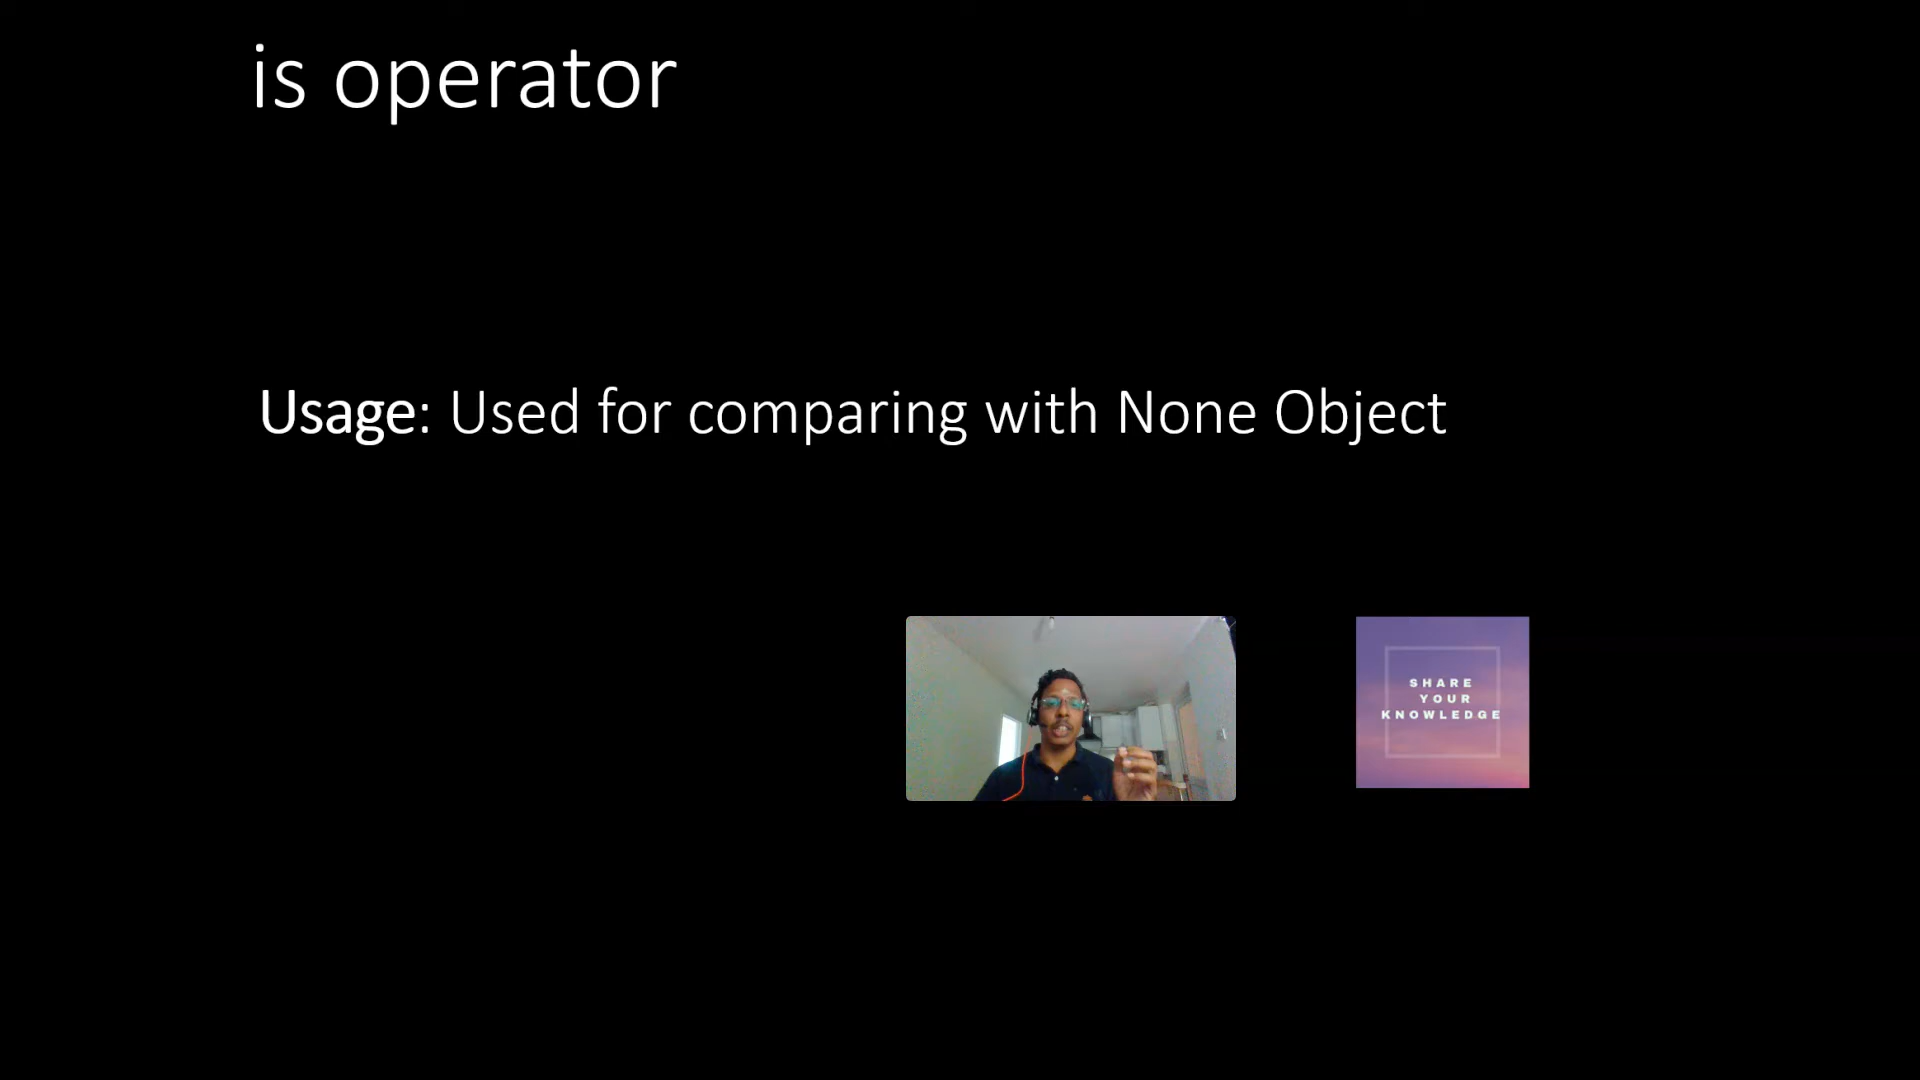 is operator
Usage: Used for comparing with None Object
SHARE
YOUR
KNOWLEDGE